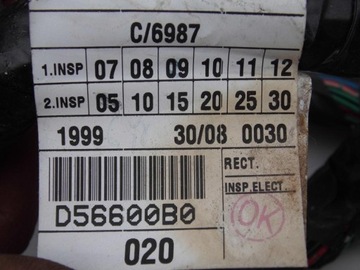 C/6987
1.INSP 07 08 09 10 11 12
2.INSP 05 10 15 20 25 30
1999 30/08 0030
RECT.
INSP.ELECT.
OK
D56600B0
020